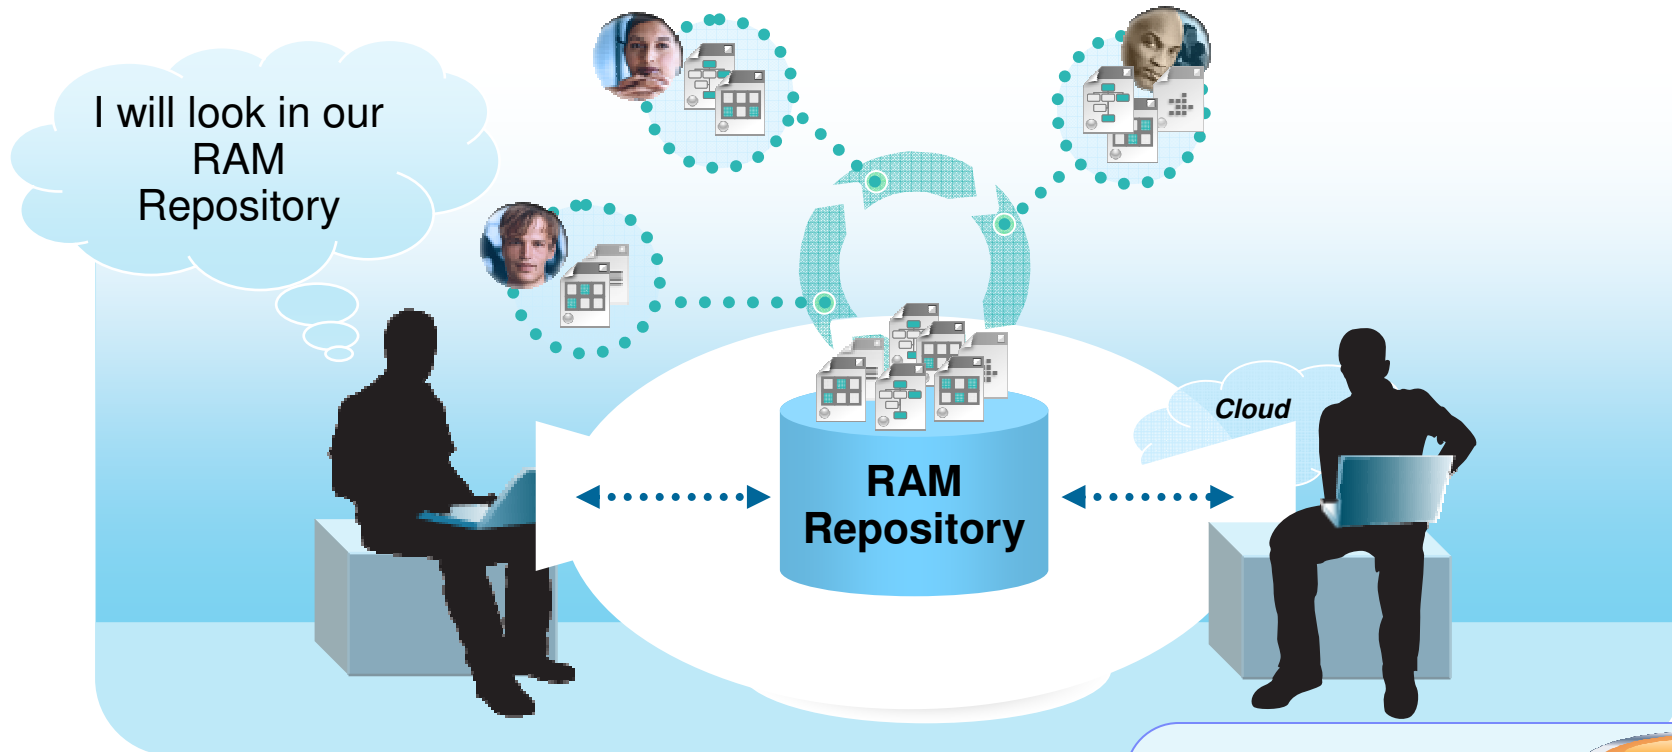 I will look in our
RAM
Repository
Cloud
RAM
Repository